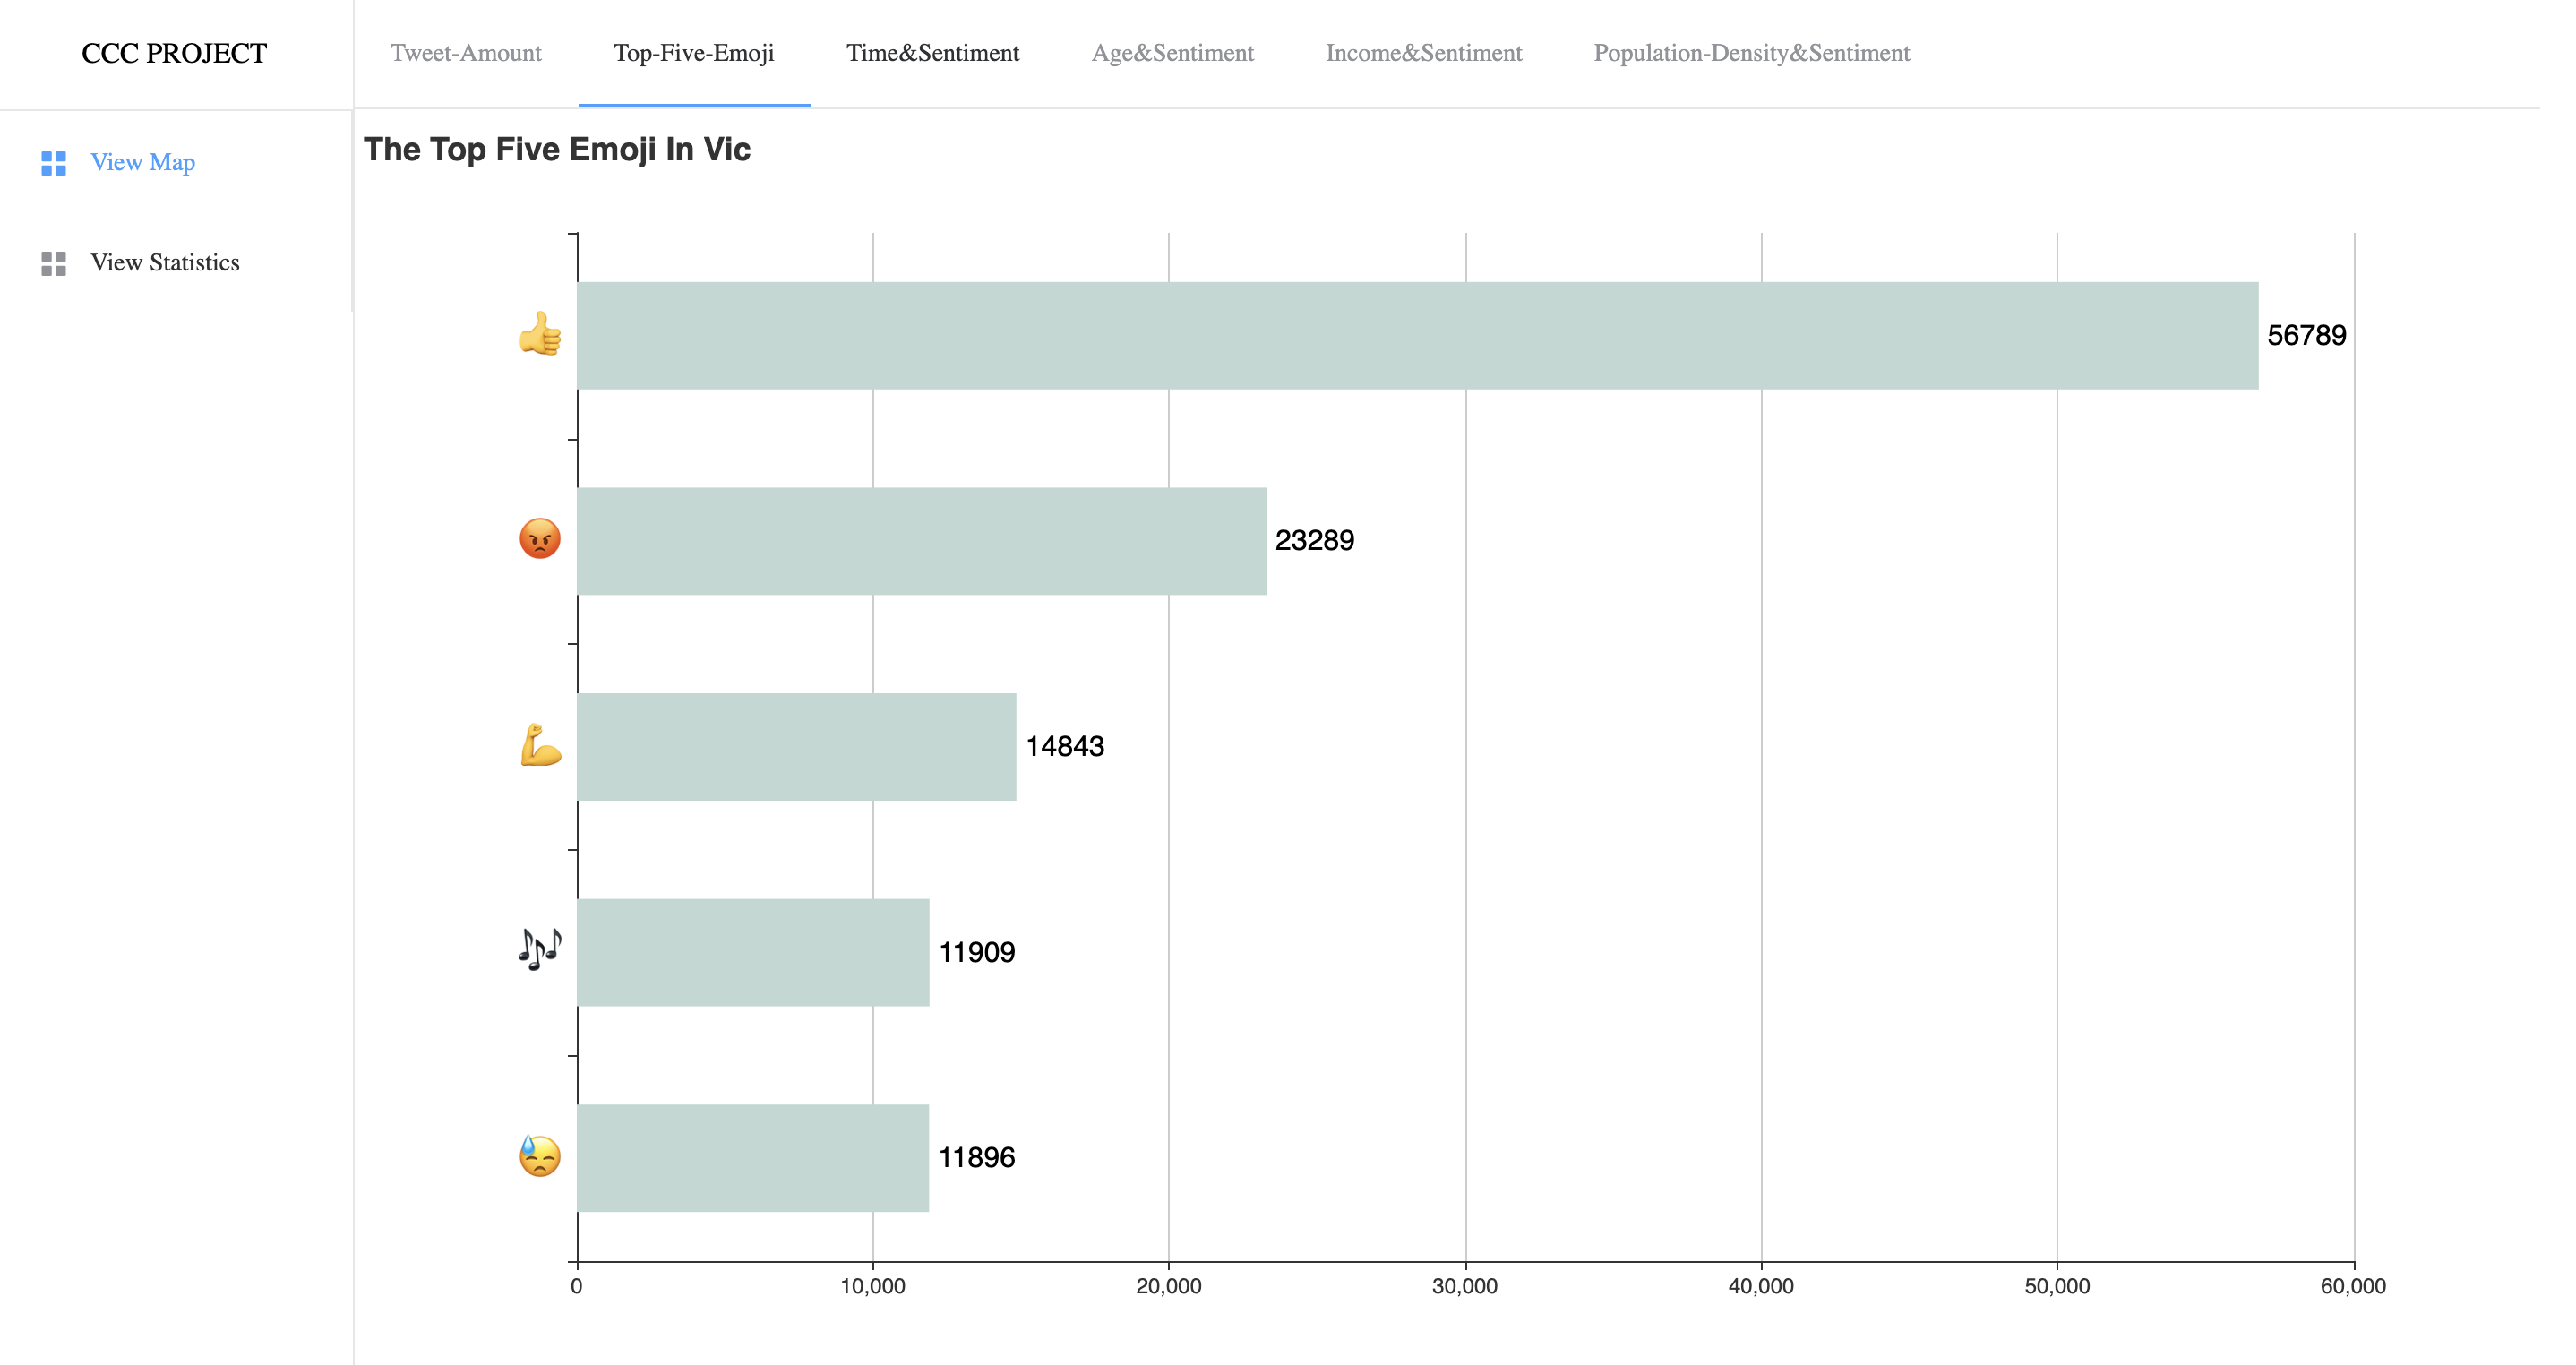 CCC PROJECT
Tweet-Amount
Top-Five-Emoji
Time&Sentiment
Age&Sentiment
Income&Sentiment
Population-Density&Sentiment
View Map
View Statistics
The Top Five Emoji In Vic
56789
23289
14843
11909
11896
0
10,000
20,000
30,000
40,000
50,000
60,000